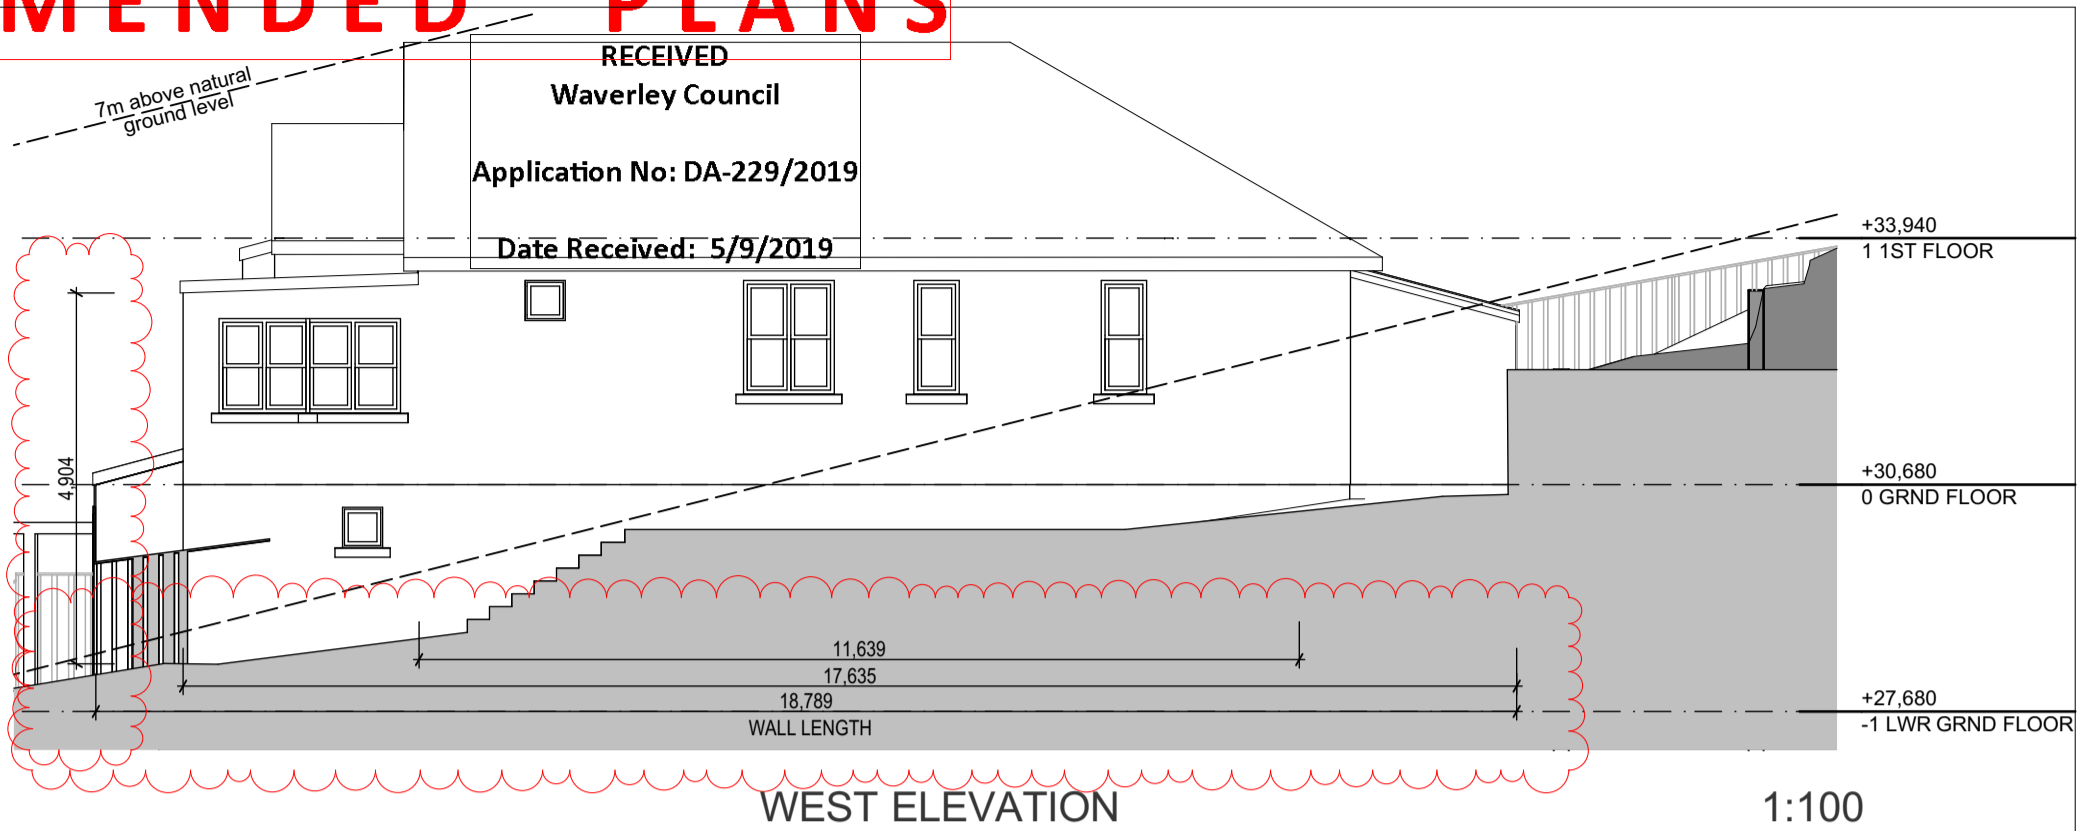 MENDED PLANS
RECEIVED
Waverley Council
Application No: DA-229/2019
Date Received: 5/9/2019
7m above natural
ground level
+33,940
1 1ST FLOOR
4,904
+30,680
0 GRND FLOOR
11,639
17,635
18,789
WALL LENGTH
+27,680
-1 LWR GRND FLOOR
WEST ELEVATION
1:100